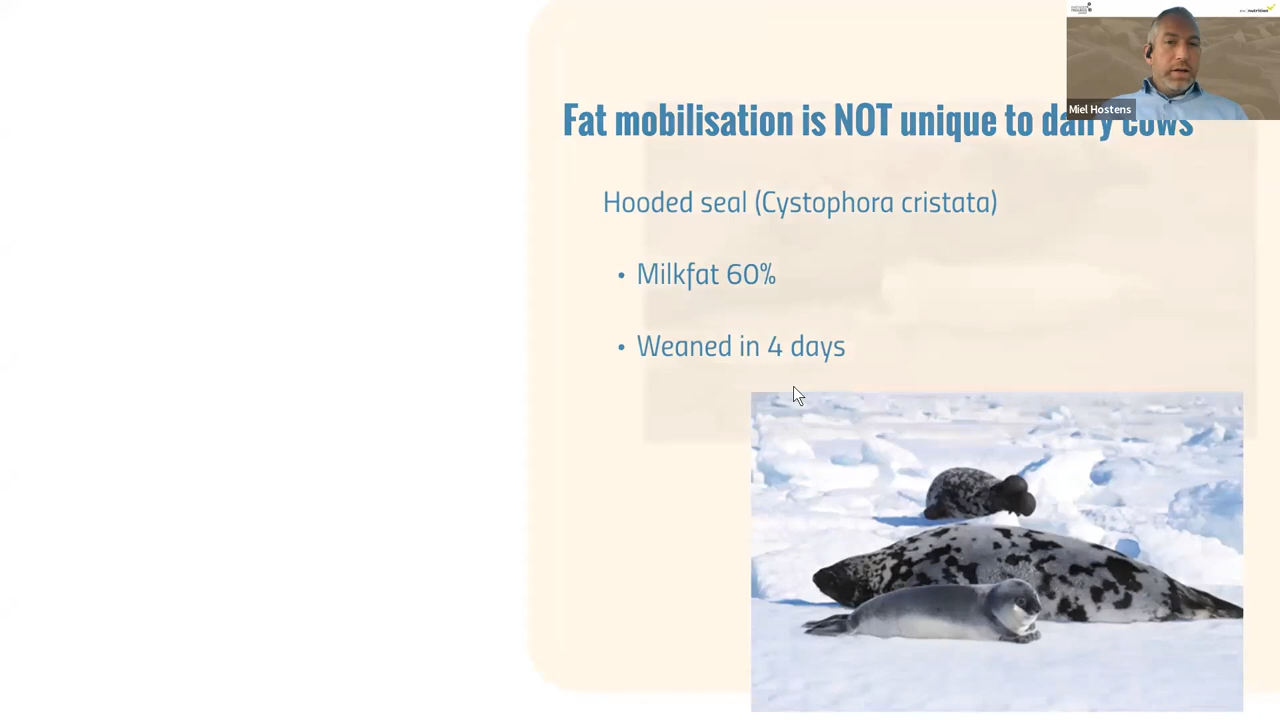 Fat mobilisation is NOT unique to dairy cows
Miel Hostens
Hooded seal (Cystophora cristata)
• Milkfat 60%
• Weaned in 4 days